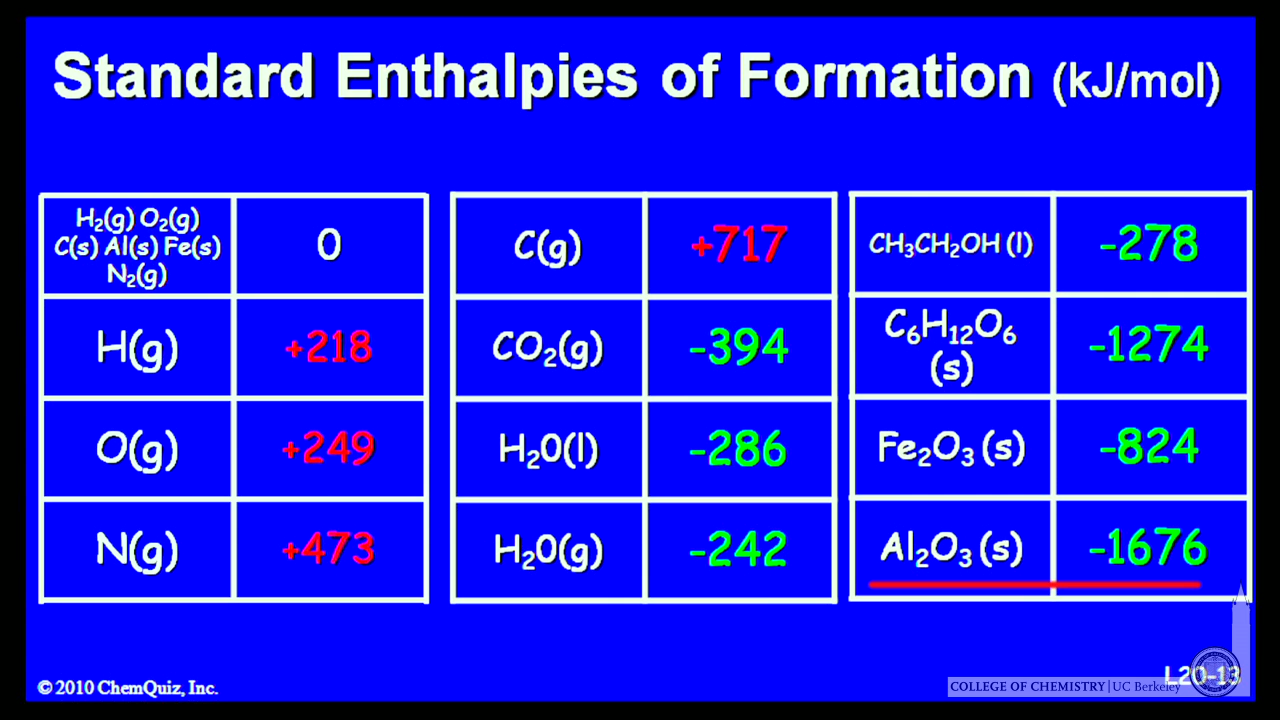 Standard Enthalpies of Formation (kJ/mol)
H₂(g) O₂(g)
C(s) Al(s) Fe(s)
N₂(g)
0
H(g)
+218
O(g)
+249
N(g)
+473
C(g)
+717
CO₂(g)
-394
H₂0(l)
-286
H₂0(g)
-242
CH₃CH₂OH (l)
-278
C₆H₁₂O₆
(s)
-1274
Fe₂O₃ (s)
-824
Al₂O₃ (s)
-1676
© 2010 ChemQuiz, Inc.
L20-13
COLLEGE OF CHEMISTRY | UC Berkeley